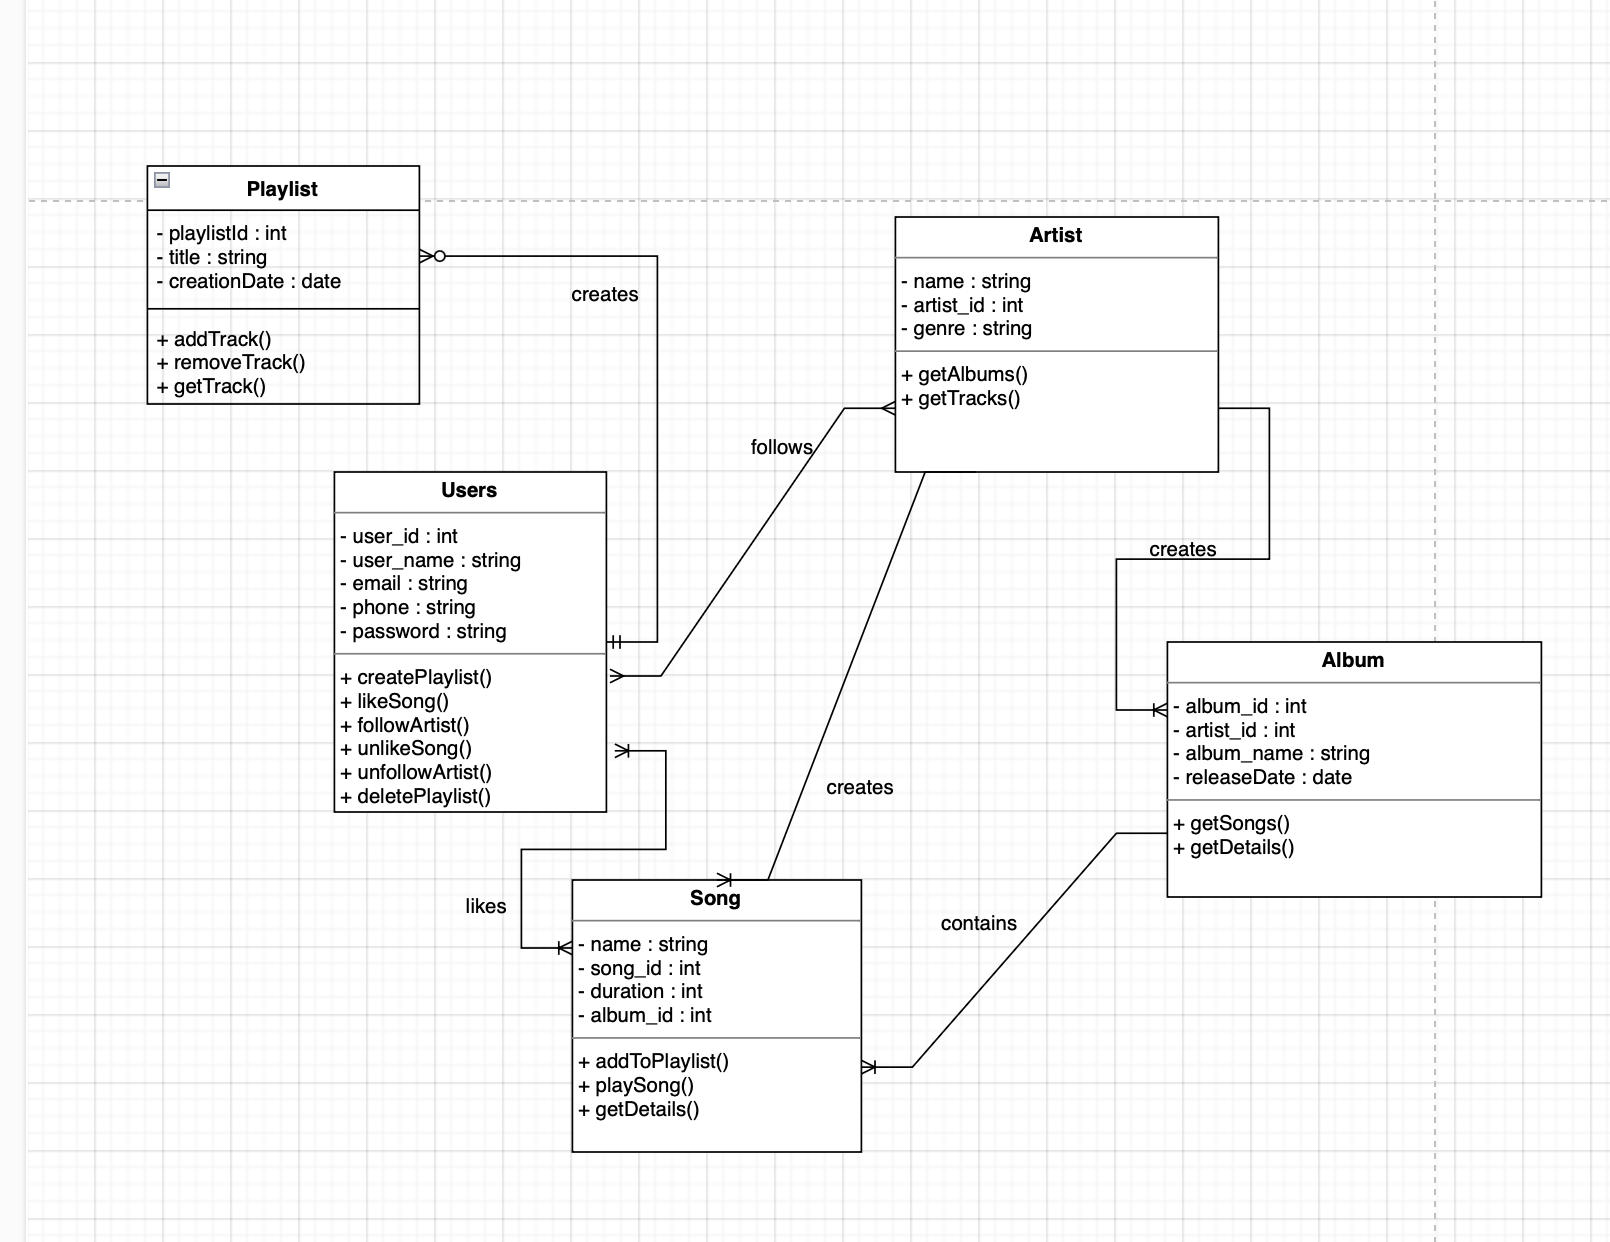 Playlist
- playlistId : int
- title : string
- creationDate : date
+ addTrack()
+ removeTrack()
+ getTrack()
creates
Artist
- name : string
- artist_id : int
- genre : string
+ getAlbums()
+ getTracks()
follows
Users
- user_id : int
- user_name : string
- email : string
- phone : string
- password : string
+ createPlaylist()
+ likeSong()
+ followArtist()
+ unlikeSong()
+ unfollowArtist()
+ deletePlaylist()
creates
Album
- album_id : int
- artist_id : int
- album_name : string
- releaseDate : date
+ getSongs()
+ getDetails()
creates
likes
contains
Song
- name : string
- song_id : int
- duration : int
- album_id : int
+ addToPlaylist()
+ playSong()
+ getDetails()